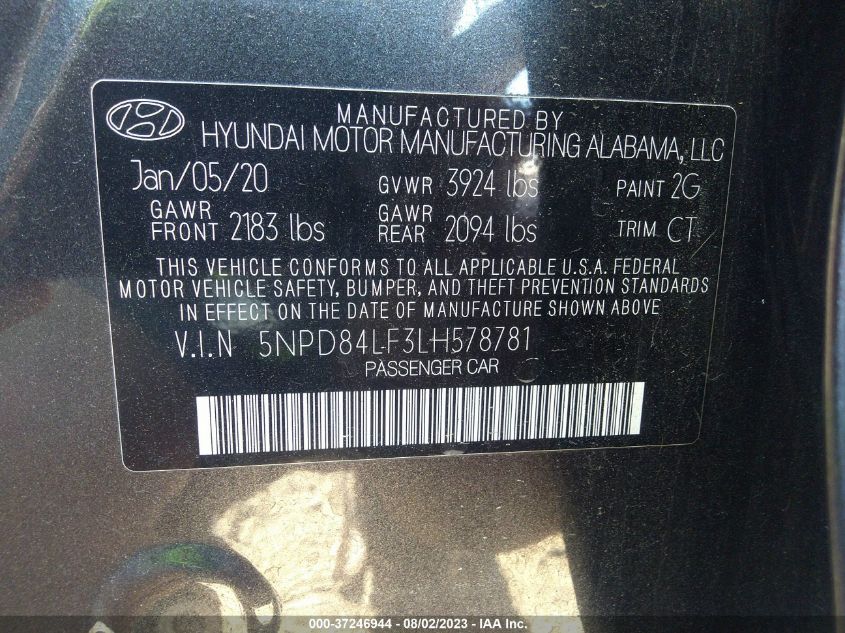 MANUFACTURED BY
HYUNDAI MOTOR MANUFACTURING ALABAMA, LLC
Jan/05/20 GVWR 3924 lbs PAINT 2G
GAWR FRONT 2183 lbs GAWR REAR 2094 lbs TRIM CT
THIS VEHICLE CONFORMS TO ALL APPLICABLE U.S.A. FEDERAL
MOTOR VEHICLE SAFETY, BUMPER, AND THEFT PREVENTION STANDARDS
IN EFFECT ON THE DATE OF MANUFACTURE SHOWN ABOVE
V.I.N 5NPD84LF3LH578781
PASSENGER CAR
000-37246944 - 08/02/2023 - IAA Inc.